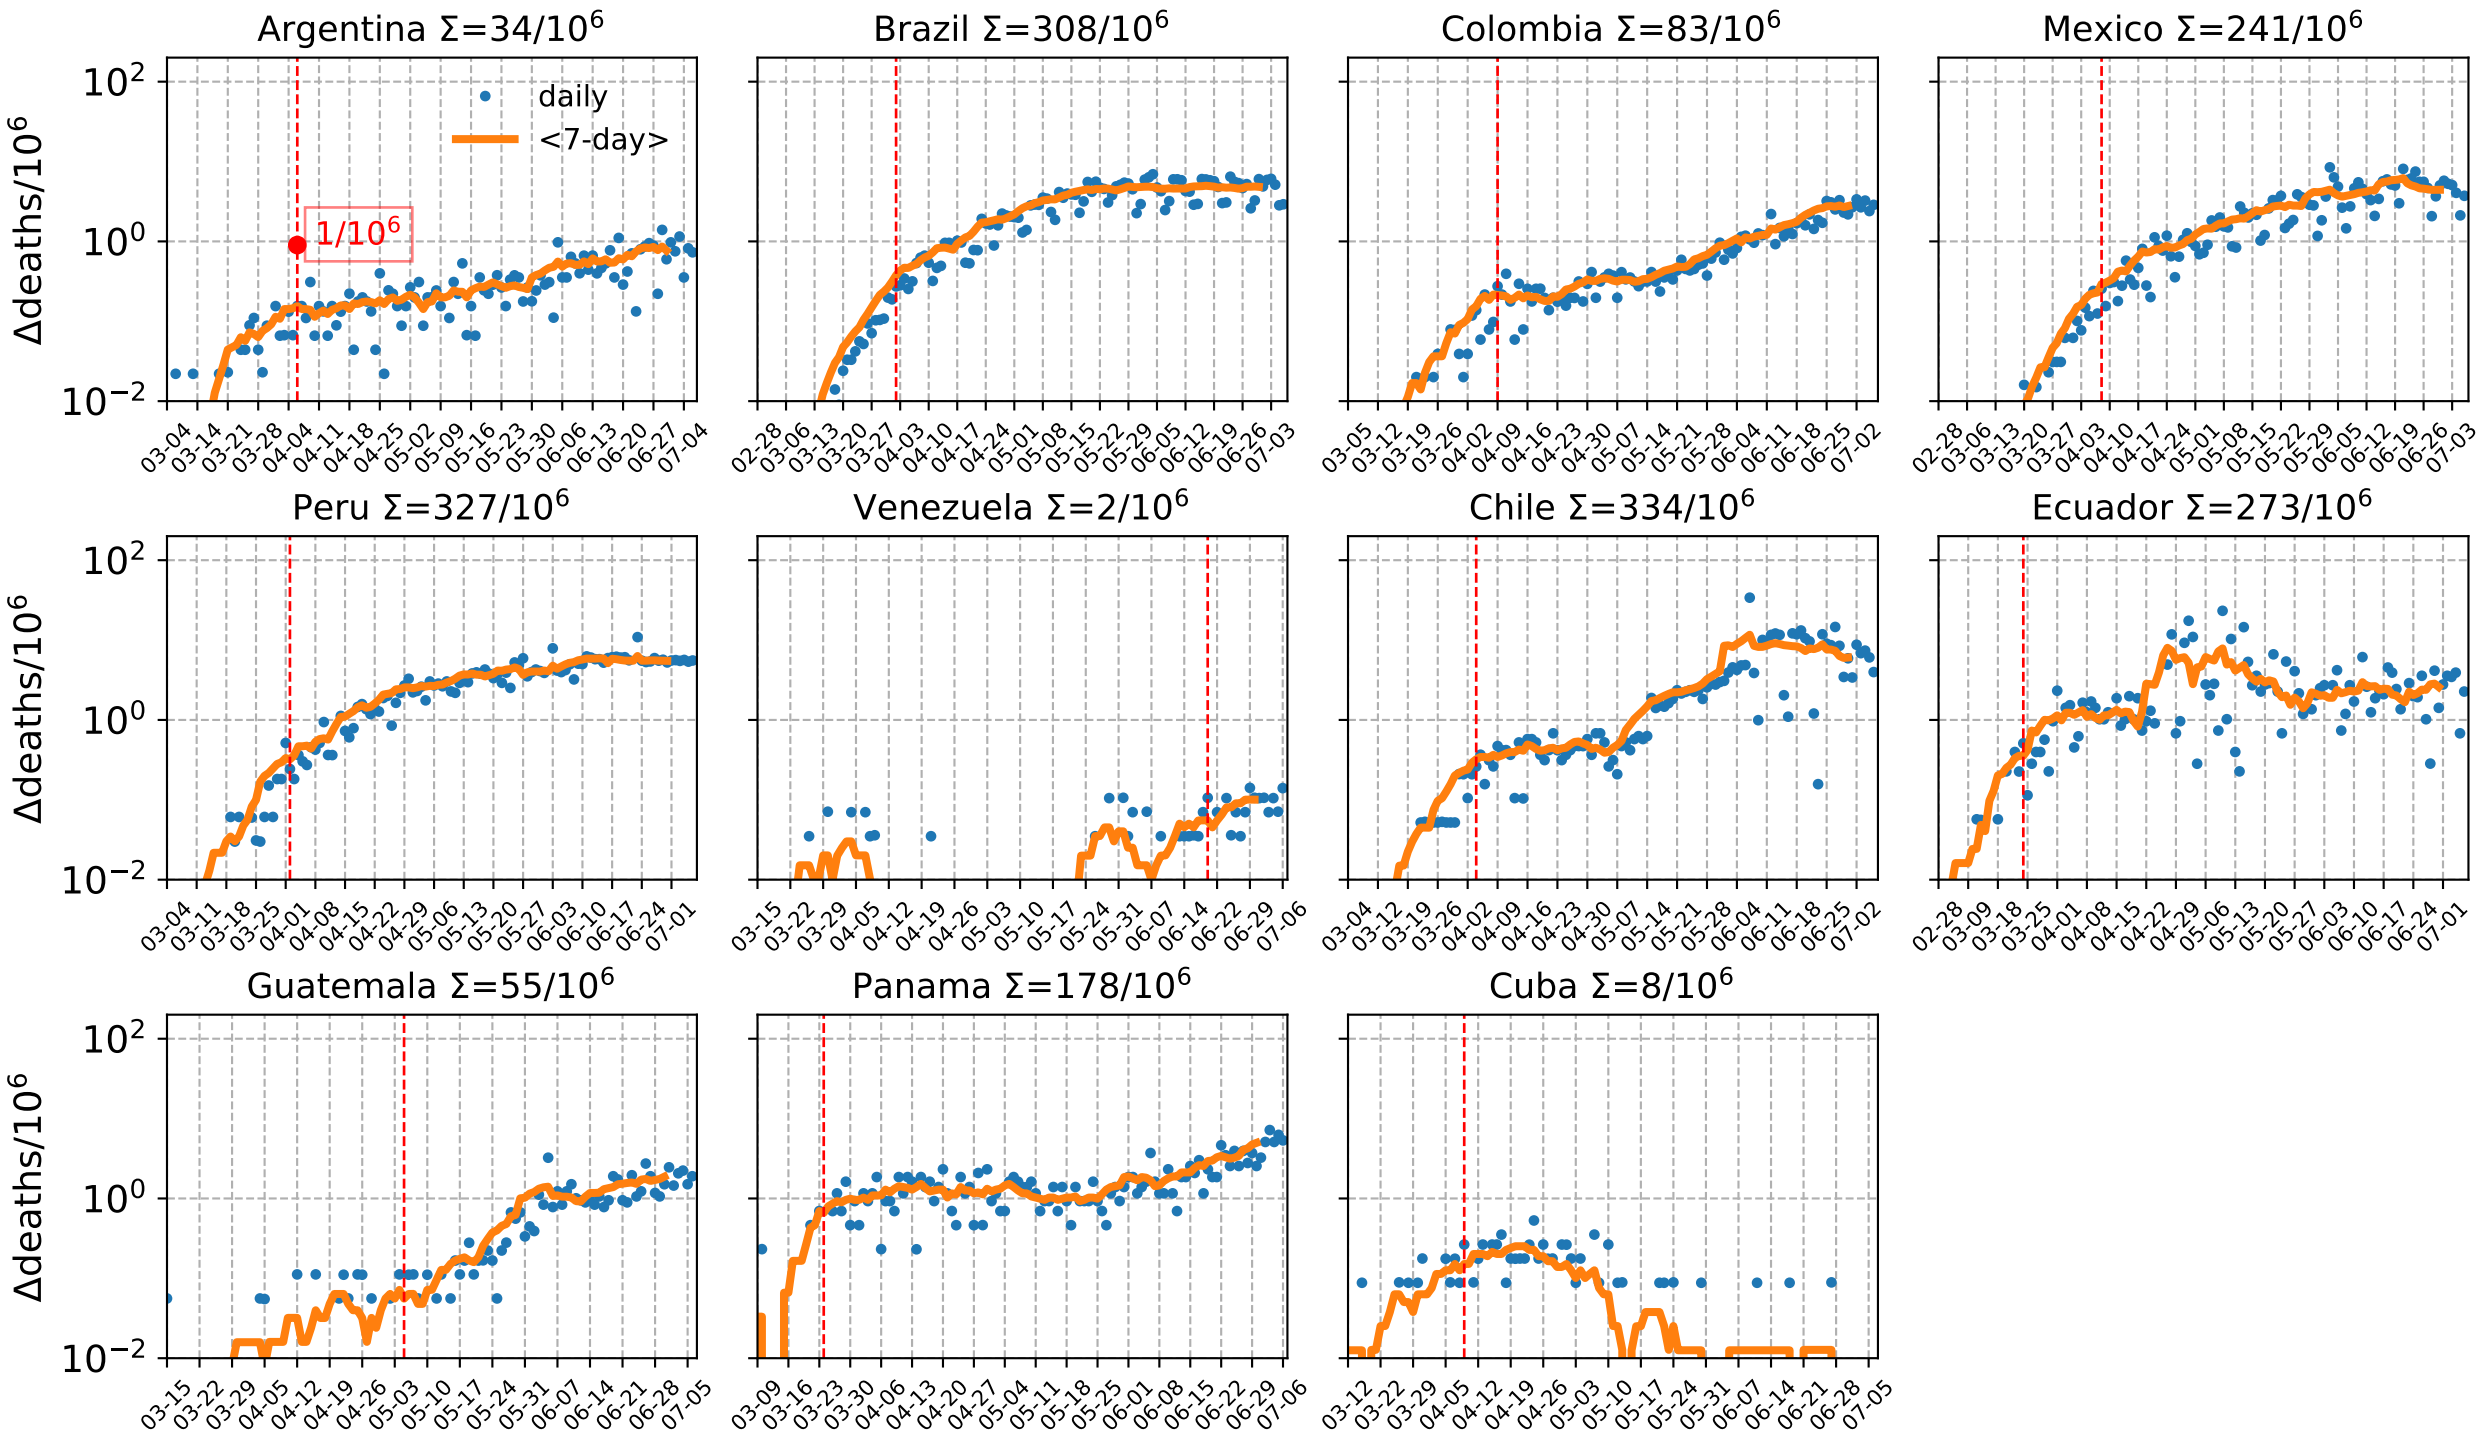 Argentina Σ=34/10⁶
Brazil Σ=308/10⁶
Colombia Σ=83/10⁶
Mexico Σ=241/10⁶
Δdeaths/10⁶
10²
10⁰
10⁻²
daily
<7-day>
1/10⁶
03-04 03-14 03-21 03-28 04-04 04-11 04-18 04-25 05-02 05-09 05-16 05-23 05-30 06-06 06-13 06-20 06-27 07-04
02-28 03-06 03-13 03-20 03-27 04-03 04-10 04-17 04-24 05-01 05-08 05-15 05-22 05-29 06-05 06-12 06-19 06-26 07-03
03-05 03-12 03-19 03-26 04-02 04-09 04-16 04-23 04-30 05-07 05-14 05-21 05-28 06-04 06-11 06-18 06-25 07-02
02-28 03-06 03-13 03-20 03-27 04-03 04-10 04-17 04-24 05-01 05-08 05-15 05-22 05-29 06-05 06-12 06-19 06-26 07-03
Peru Σ=327/10⁶
Venezuela Σ=2/10⁶
Chile Σ=334/10⁶
Ecuador Σ=273/10⁶
Δdeaths/10⁶
10²
10⁰
10⁻²
03-04 03-11 03-18 03-25 04-01 04-08 04-15 04-22 04-29 05-06 05-13 05-20 05-27 06-03 06-10 06-17 06-24 07-01
03-15 03-22 03-29 04-05 04-12 04-19 04-26 05-03 05-10 05-17 05-24 05-31 06-07 06-14 06-22 06-29 07-06
03-04 03-12 03-19 03-26 04-02 04-09 04-16 04-23 04-30 05-07 05-14 05-21 05-28 06-04 06-11 06-18 06-25 07-02
02-28 03-09 03-18 03-25 04-01 04-08 04-15 04-22 04-29 05-06 05-13 05-20 05-27 06-03 06-10 06-17 06-24 07-01
Guatemala Σ=55/10⁶
Panama Σ=178/10⁶
Cuba Σ=8/10⁶
Δdeaths/10⁶
10²
10⁰
10⁻²
03-15 03-22 03-29 04-05 04-12 04-19 04-26 05-03 05-10 05-17 05-24 05-31 06-07 06-14 06-21 06-28 07-05
03-09 03-16 03-23 03-30 04-06 04-13 04-20 04-27 05-04 05-11 05-18 05-25 06-01 06-08 06-15 06-22 06-29 07-06
03-12 03-22 03-29 04-05 04-12 04-19 04-26 05-03 05-10 05-17 05-24 05-31 06-07 06-14 06-21 06-28 07-05